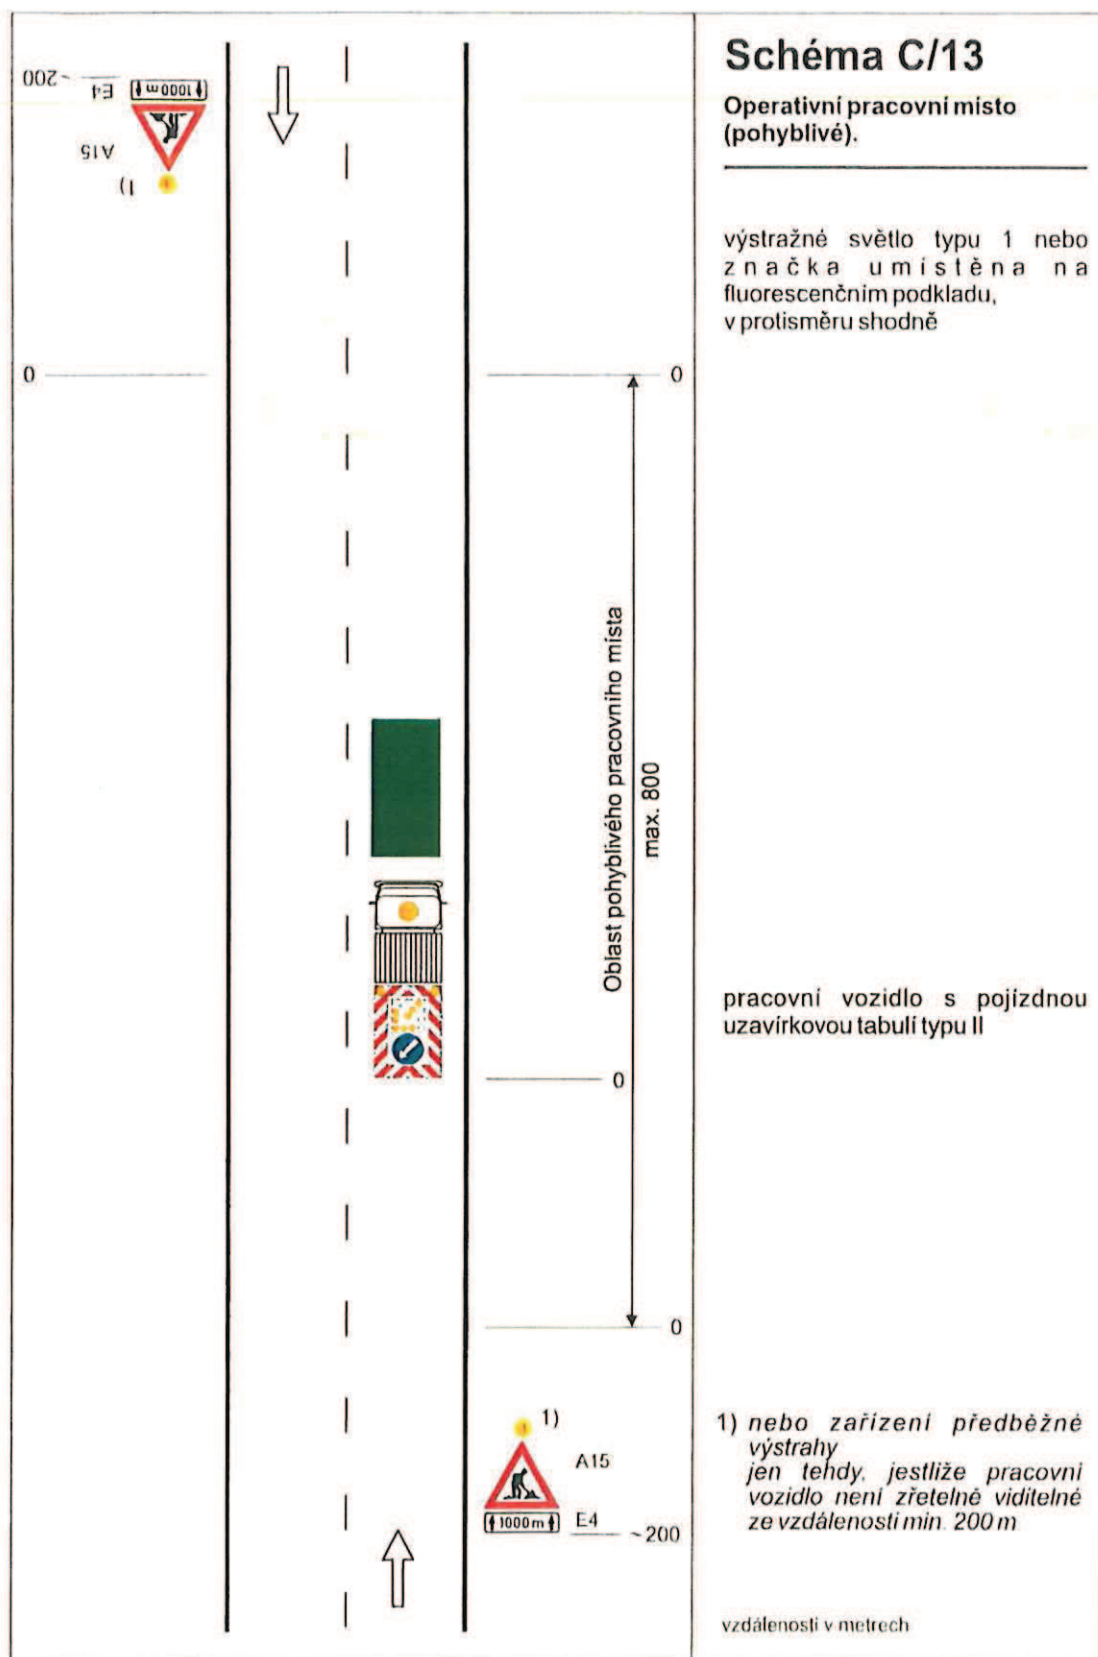 Schéma C/13
Operativní pracovní místo
(pohyblivé).
výstražné světlo typu 1 nebo
značka umístěna na
fluorescenčním podkladu,
v protisměru shodně
~200
E4
1000 m
A15
1)
0
0
Oblast pohyblivého pracovního místa
max. 800
pracovní vozidlo s pojízdnou
uzavírkovou tabulí typu II
0
0
1)
A15
1000 m
E4
~200
1) nebo zařízení předběžné
výstrahy
jen tehdy, jestliže pracovní
vozidlo není zřetelně viditelné
ze vzdálenosti min. 200 m
vzdálenosti v metrech